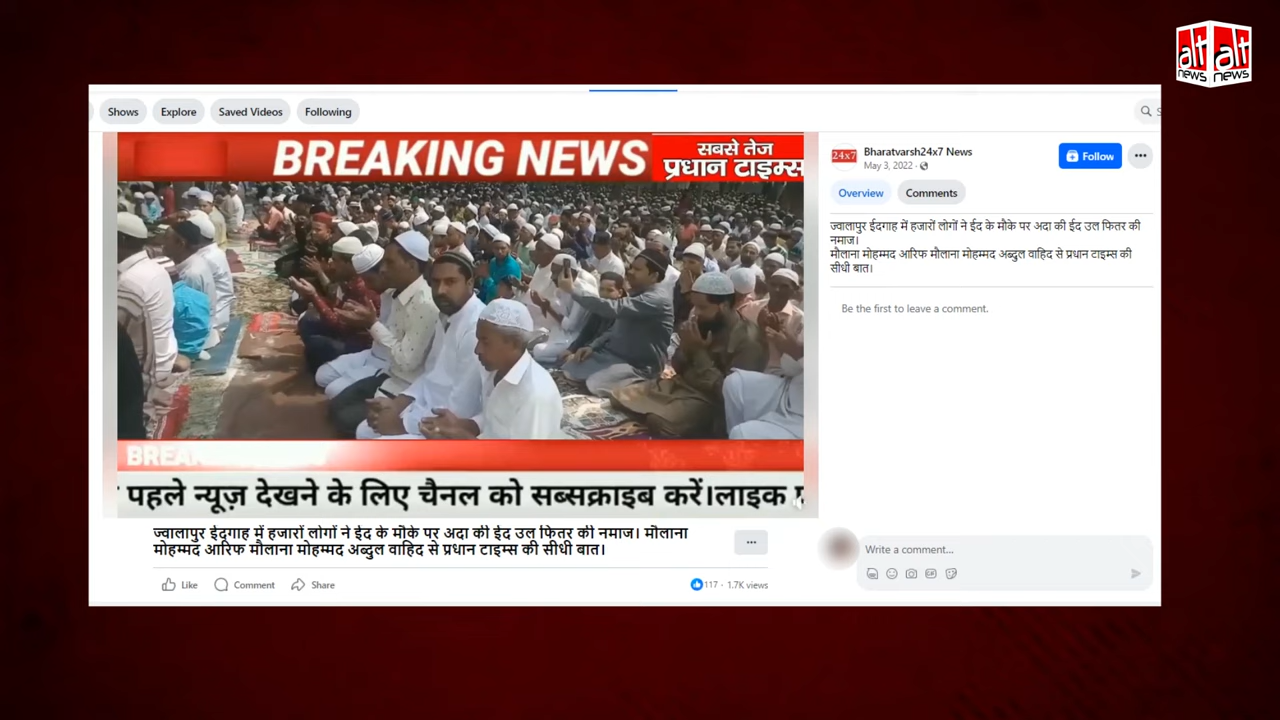 alt alt
news news
Shows Explore Saved Videos Following
BREAKING NEWS
सबसे तेज
प्रधान टाइम्स
24x7
Bharatvarsh24x7 News
May 3, 2022
Follow
Overview Comments
ज्वालापुर ईदगाह में हजारों लोगों ने ईद के मौके पर अदा की ईद उल फितर की
नमाज।
मौलाना मोहम्मद आरिफ मौलाना मोहम्मद अब्दुल वाहिद से प्रधान टाइम्स की
सीधी बात।
Be the first to leave a comment.
पहले न्यूज़ देखने के लिए चैनल को सब्सक्राइब करें।लाइक
ज्वालापुर ईदगाह में हजारों लोगों ने ईद के मौके पर अदा की ईद उल फितर की नमाज। मौलाना
मोहम्मद आरिफ मौलाना मोहम्मद अब्दुल वाहिद से प्रधान टाइम्स की सीधी बात।
Like Comment Share
117 · 1.7K views
Write a comment...
GIF